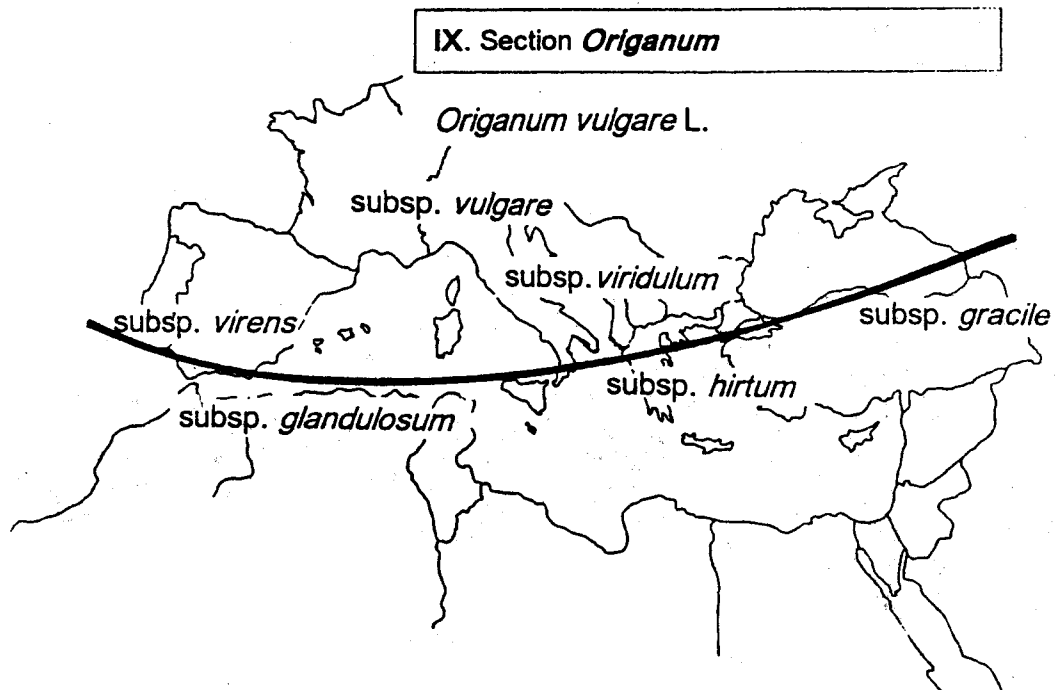 IX. Section Origanum
Origanum vulgare L.
subsp. vulgare
subsp. viridulum
subsp. virens
subsp. gracile
subsp. hirtum
subsp. glandulosum